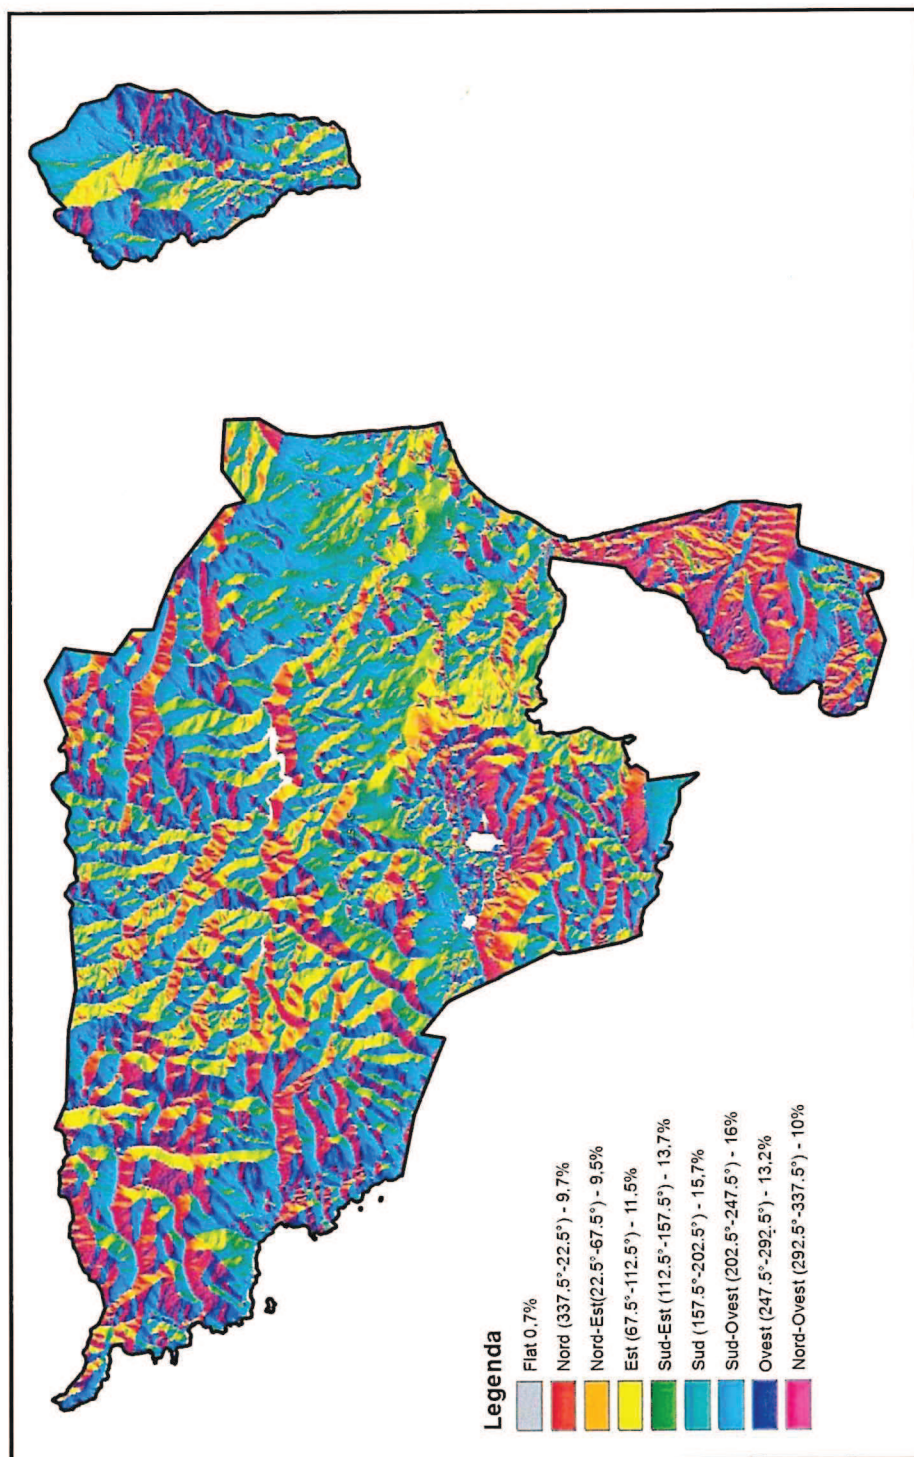 Legenda
Flat 0,7%
Nord (337.5°-22.5°) - 9,7%
Nord-Est(22.5°-67.5°) - 9,5%
Est (67.5°-112.5°) - 11.5%
Sud-Est (112.5°-157.5°) - 13,7%
Sud (157.5°-202.5°) - 15,7%
Sud-Ovest (202.5°-247.5°) - 16%
Ovest (247.5°-292.5°) - 13,2%
Nord-Ovest (292.5°-337.5°) - 10%